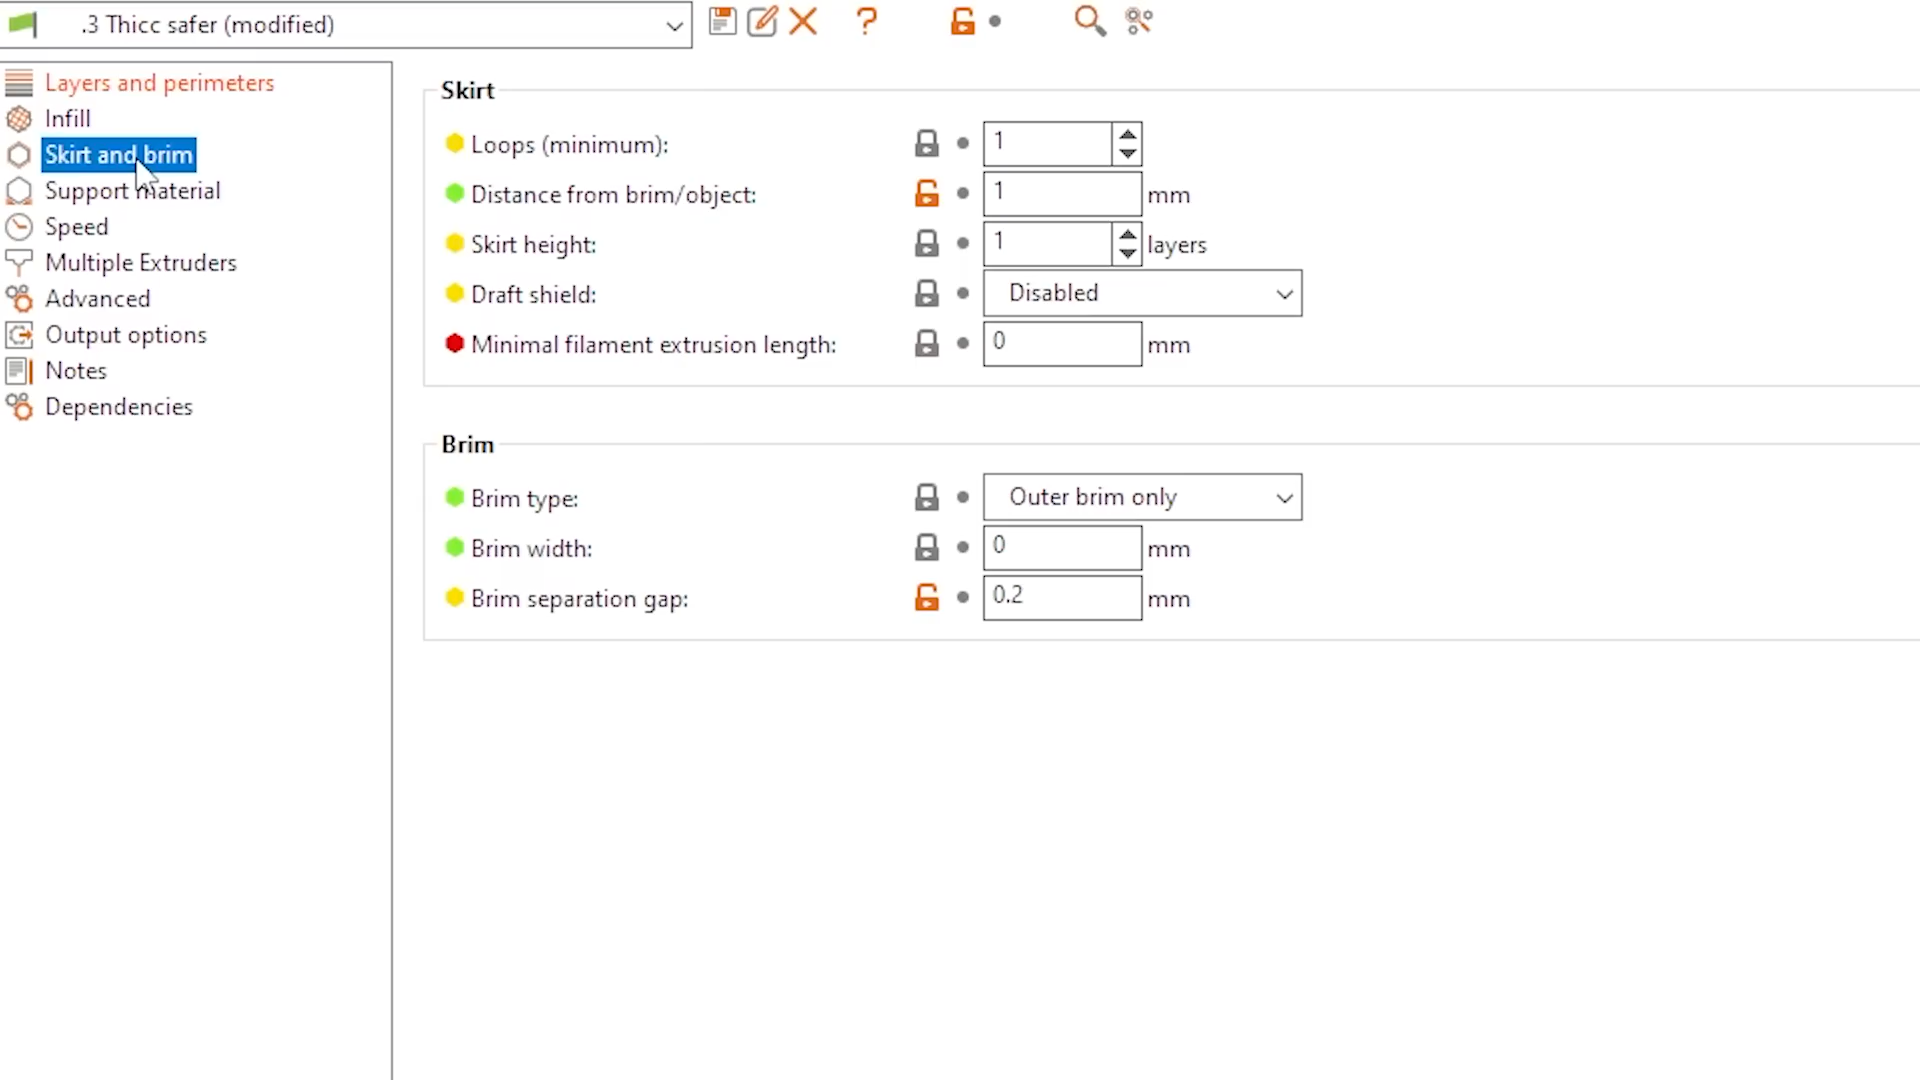 .3 Thicc safer (modified)
?
Layers and perimeters
Infill
Skirt and brim
Support material
Speed
Multiple Extruders
Advanced
Output options
Notes
Dependencies
Skirt
Loops (minimum): 1
Distance from brim/object: 1 mm
Skirt height: 1 layers
Draft shield: Disabled
Minimal filament extrusion length: 0 mm
Brim
Brim type: Outer brim only
Brim width: 0 mm
Brim separation gap: 0.2 mm